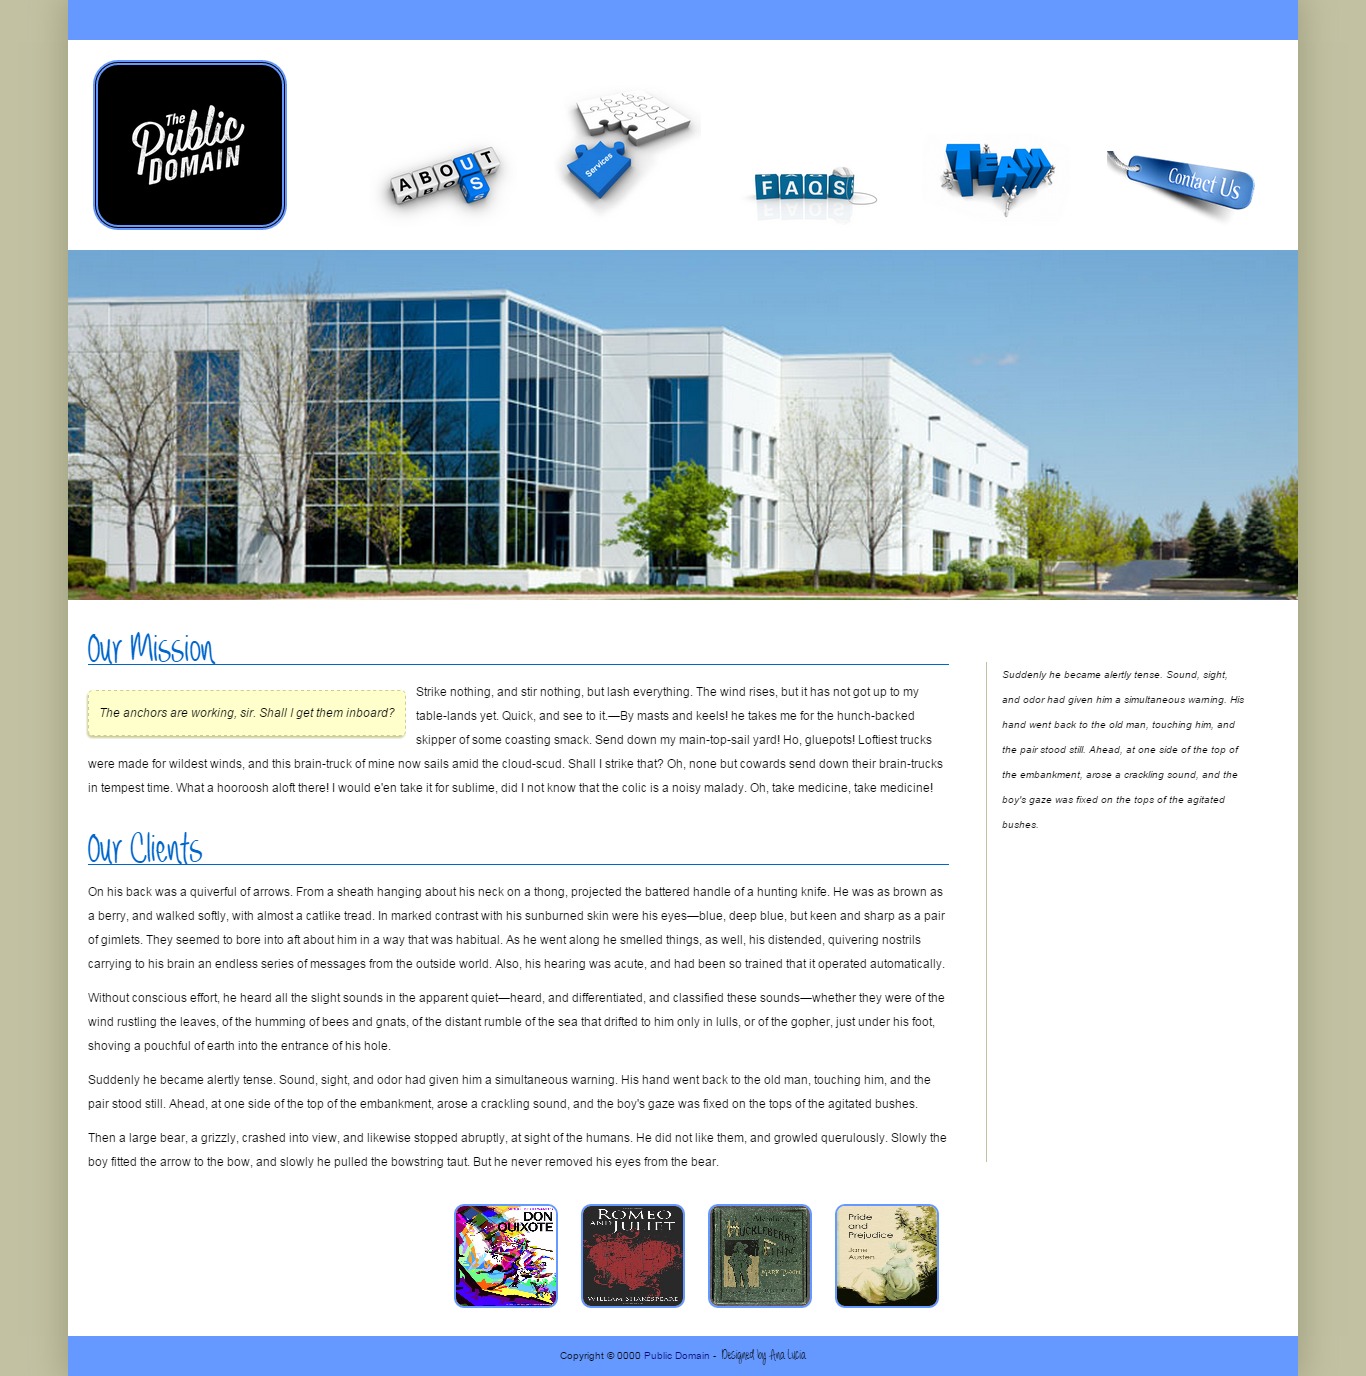 The
Public
DOMAIN
ABOUT
US
Services
FAQS
TEAM
Contact Us
Our Mission
The anchors are working, sir. Shall I get them inboard?
Strike nothing, and stir nothing, but lash everything. The wind rises, but it has not got up to my
table-lands yet. Quick, and see to it.—By masts and keels! he takes me for the hunch-backed
skipper of some coasting smack. Send down my main-top-sail yard! Ho, gluepots! Loftiest trucks
were made for wildest winds, and this brain-truck of mine now sails amid the cloud-scud. Shall I strike that? Oh, none but cowards send down their brain-trucks
in tempest time. What a hooroosh aloft there! I would e'en take it for sublime, did I not know that the colic is a noisy malady. Oh, take medicine, take medicine!
Our Clients
On his back was a quiverful of arrows. From a sheath hanging about his neck on a thong, projected the battered handle of a hunting knife. He was as brown as
a berry, and walked softly, with almost a catlike tread. In marked contrast with his sunburned skin were his eyes—blue, deep blue, but keen and sharp as a pair
of gimlets. They seemed to bore into aft about him in a way that was habitual. As he went along he smelled things, as well, his distended, quivering nostrils
carrying to his brain an endless series of messages from the outside world. Also, his hearing was acute, and had been so trained that it operated automatically.
Without conscious effort, he heard all the slight sounds in the apparent quiet—heard, and differentiated, and classified these sounds—whether they were of the
wind rustling the leaves, of the humming of bees and gnats, of the distant rumble of the sea that drifted to him only in lulls, or of the gopher, just under his foot,
shoving a pouchful of earth into the entrance of his hole.
Suddenly he became alertly tense. Sound, sight, and odor had given him a simultaneous warning. His hand went back to the old man, touching him, and the
pair stood still. Ahead, at one side of the top of the embankment, arose a crackling sound, and the boy's gaze was fixed on the tops of the agitated bushes.
Then a large bear, a grizzly, crashed into view, and likewise stopped abruptly, at sight of the humans. He did not like them, and growled querulously. Slowly the
boy fitted the arrow to the bow, and slowly he pulled the bowstring taut. But he never removed his eyes from the bear.
Suddenly he became alertly tense. Sound, sight,
and odor had given him a simultaneous warning. His
hand went back to the old man, touching him, and
the pair stood still. Ahead, at one side of the top of
the embankment, arose a crackling sound, and the
boy's gaze was fixed on the tops of the agitated
bushes.
DON
QUIXOTE
ROMEO
AND JULIET
WILLIAM SHAKESPEARE
HUCKLEBERRY
FINN
MARK TWAIN
Pride
and
Prejudice
Jane
Austen
Copyright © 0000 Public Domain - Designed by Ana Lucia